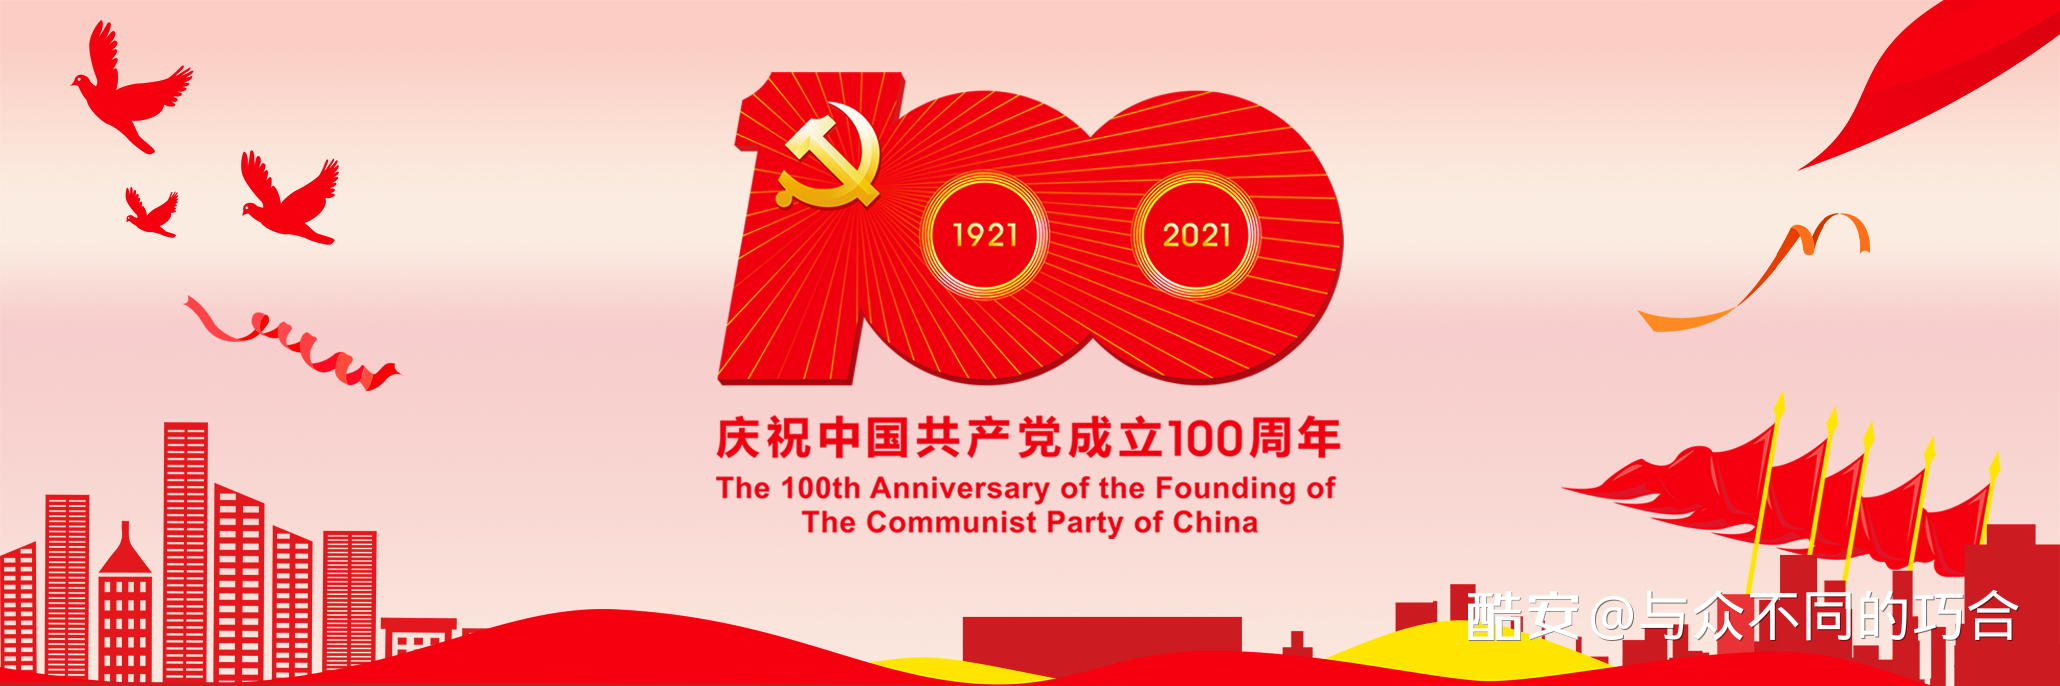 100
1921
2021
庆祝中国共产党成立100周年
The 100th Anniversary of the Founding of
The Communist Party of China
酷安@与众不同的巧合